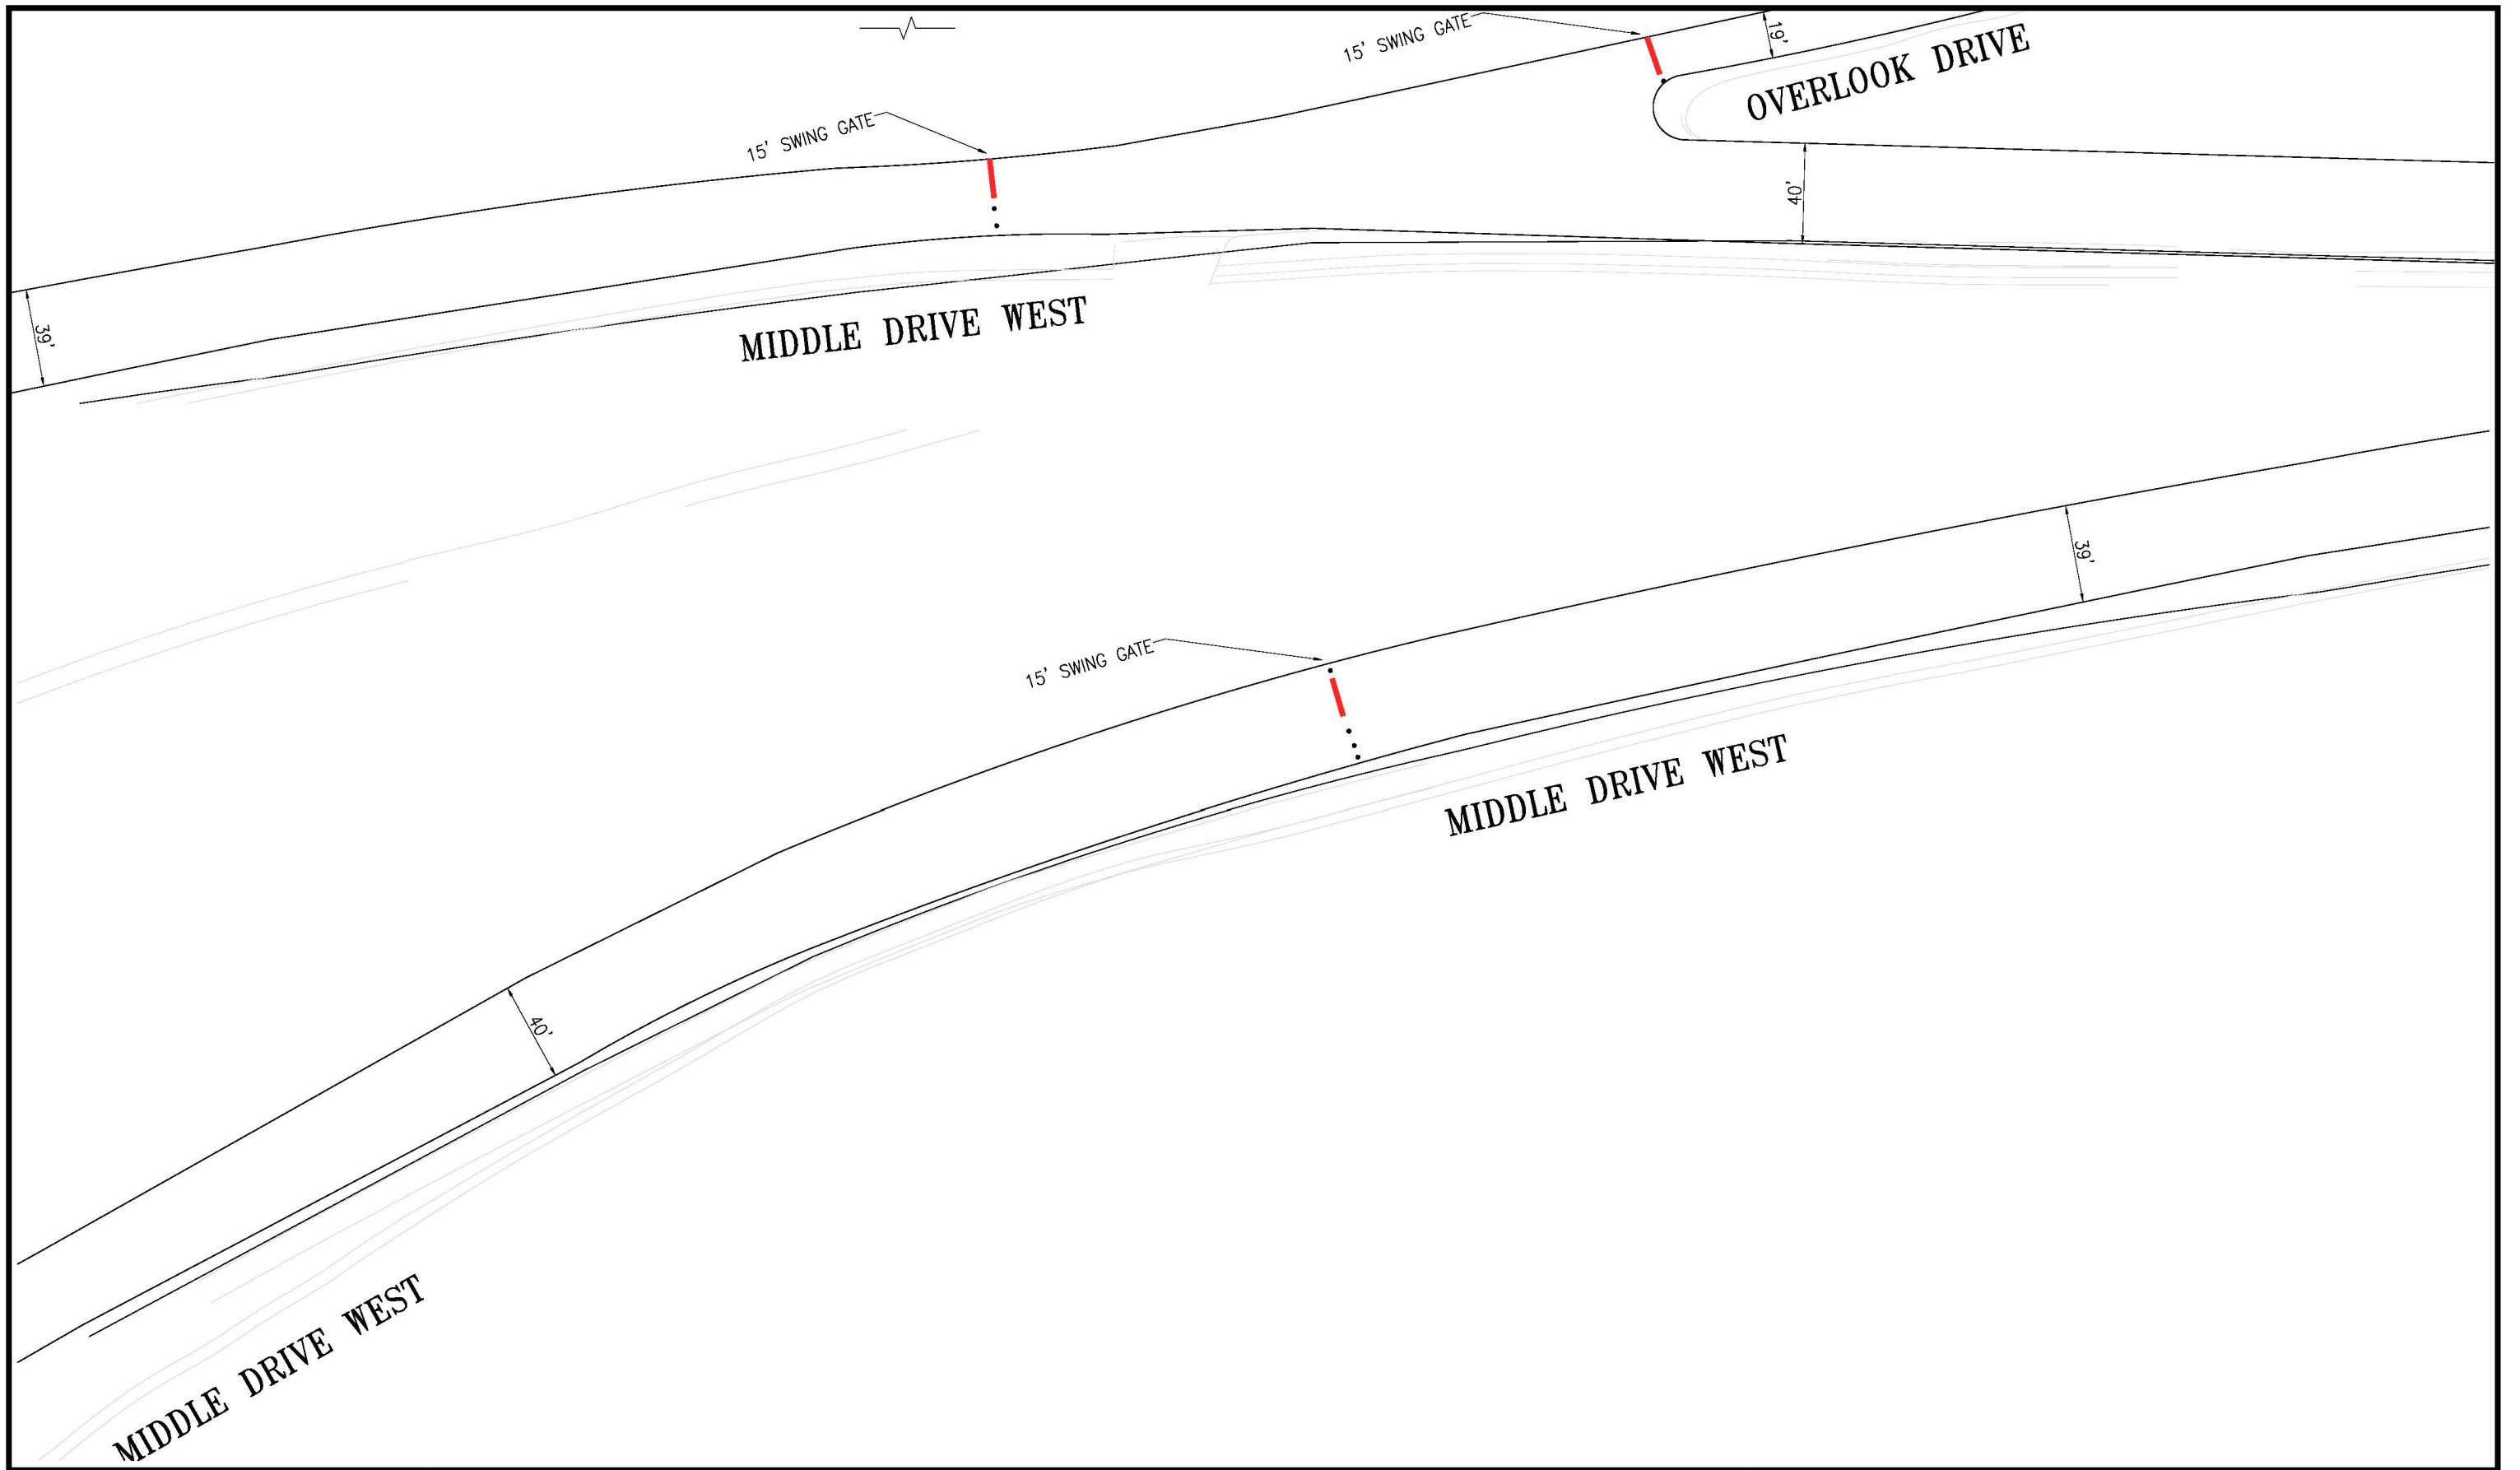 15' SWING GATE
19'
OVERLOOK DRIVE
15' SWING GATE
40'
39'
MIDDLE DRIVE WEST
39'
15' SWING GATE
MIDDLE DRIVE WEST
40'
MIDDLE DRIVE WEST